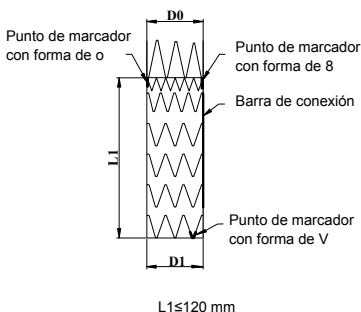 D0
Punto de marcador
con forma de o
Punto de marcador
con forma de 8
Barra de conexión
L1
Punto de marcador
con forma de V
D1
L1≤120 mm